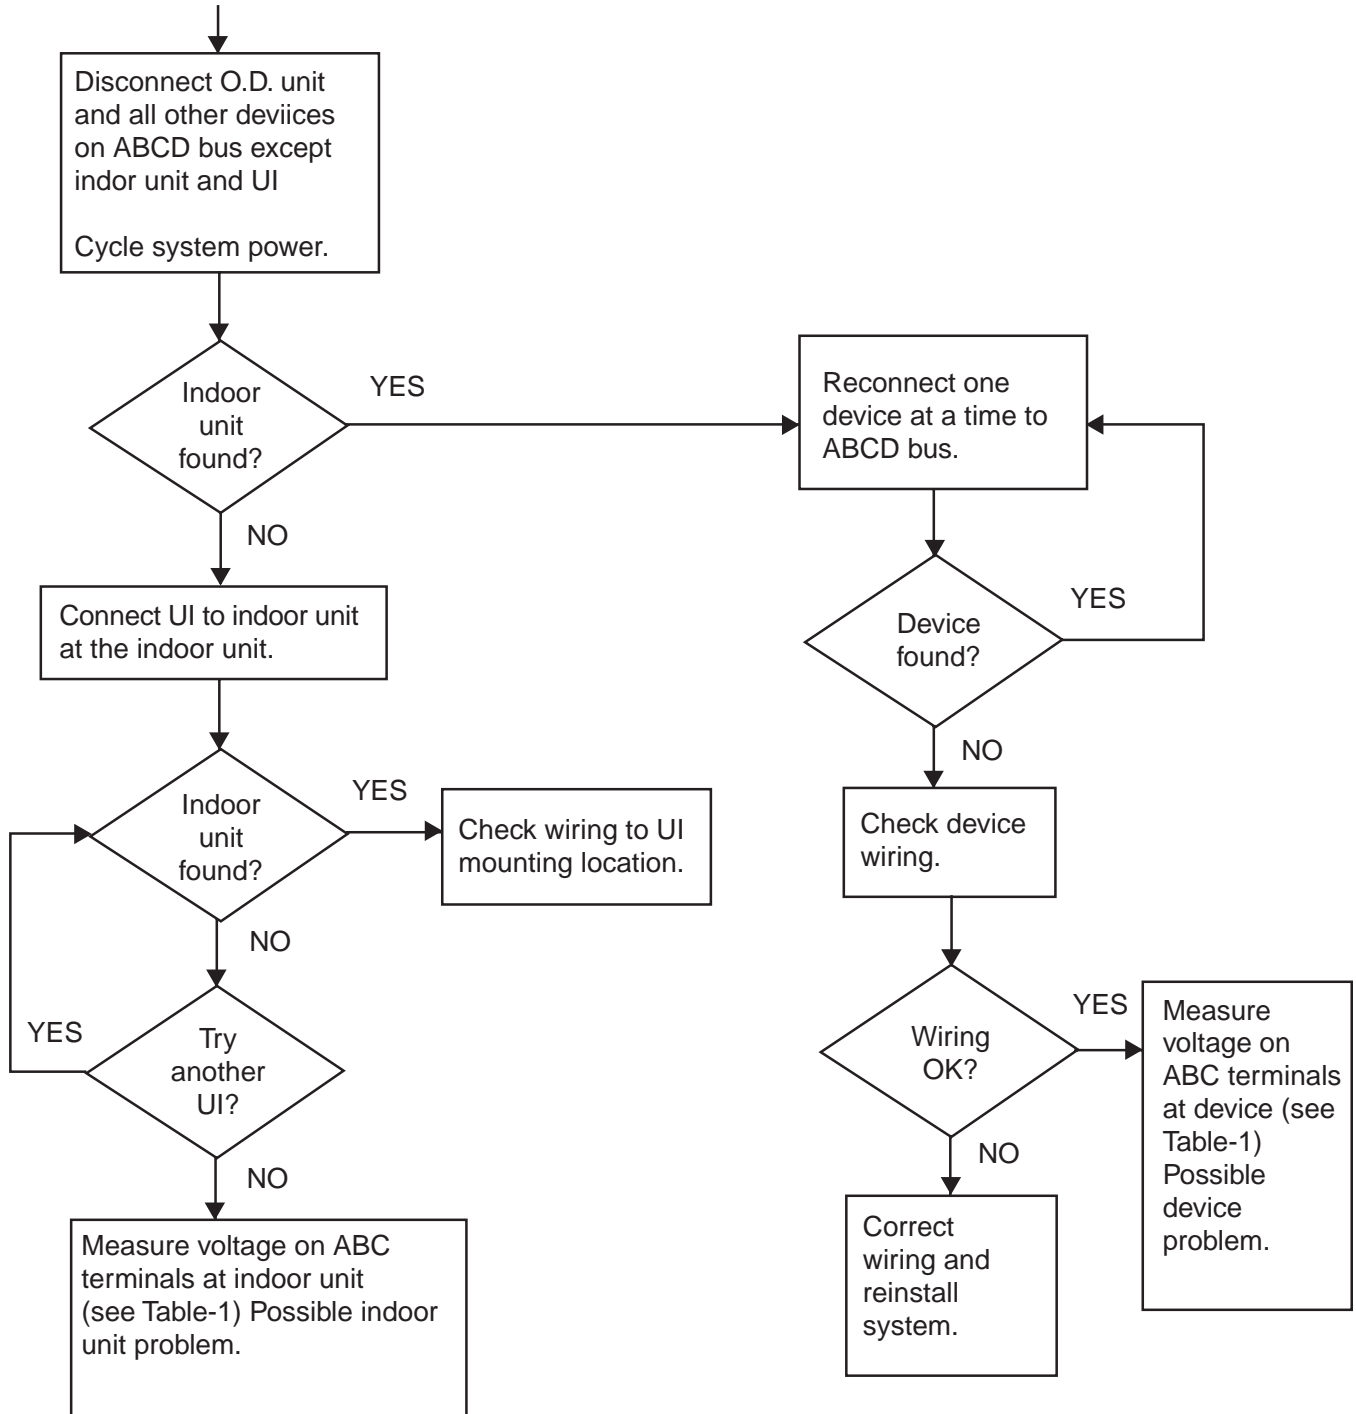 Disconnect O.D. unit
and all other deviices
on ABCD bus except
indor unit and UI
Cycle system power.
Indoor
unit
found?
YES
NO
Connect UI to indoor unit
at the indoor unit.
Indoor
unit
found?
YES
Check wiring to UI
mounting location.
NO
Try
another
UI?
YES
NO
Measure voltage on ABC
terminals at indoor unit
(see Table-1) Possible indoor
unit problem.
Reconnect one
device at a time to
ABCD bus.
Device
found?
YES
NO
Check device
wiring.
Wiring
OK?
YES
Measure
voltage on
ABC terminals
at device (see
Table-1)
Possible
device
problem.
NO
Correct
wiring and
reinstall
system.